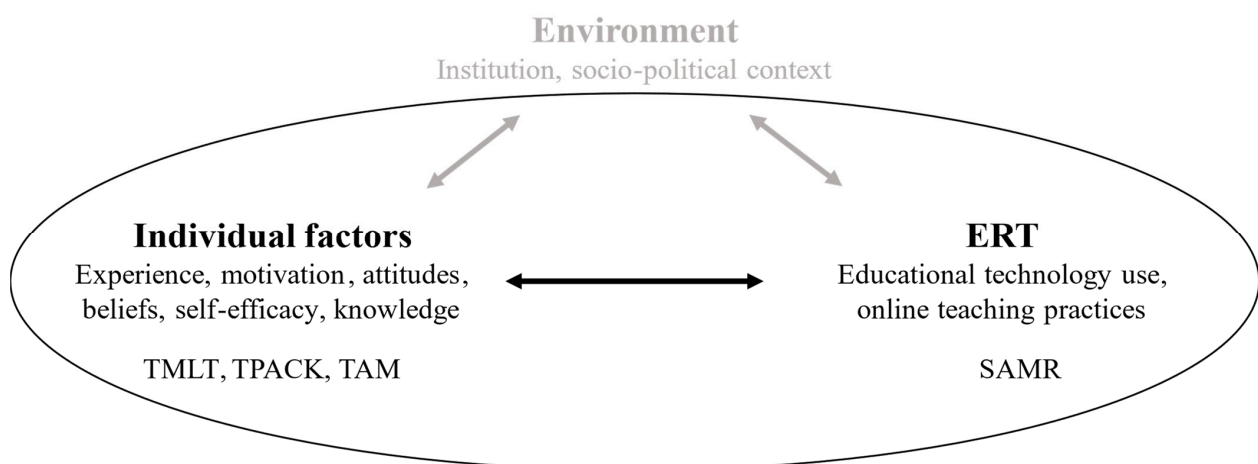 Environment
Institution, socio-political context
Individual factors
Experience, motivation, attitudes,
beliefs, self-efficacy, knowledge
TMLT, TPACK, TAM
ERT
Educational technology use,
online teaching practices
SAMR